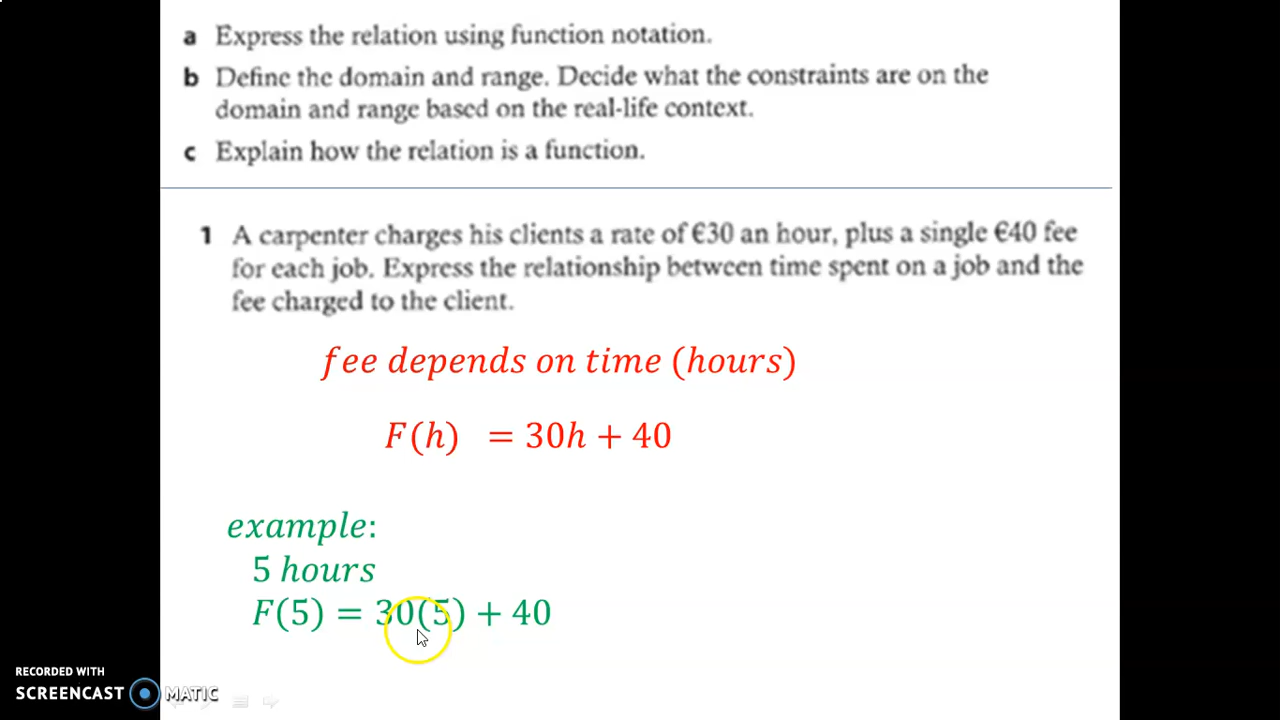 a Express the relation using function notation.
b Define the domain and range. Decide what the constraints are on the
domain and range based on the real-life context.
c Explain how the relation is a function.
1 A carpenter charges his clients a rate of €30 an hour, plus a single €40 fee
for each job. Express the relationship between time spent on a job and the
fee charged to the client.
fee depends on time (hours)
F(h) = 30h + 40
example:
5 hours
F(5) = 30(5) + 40
RECORDED WITH
SCREENCAST MATIC